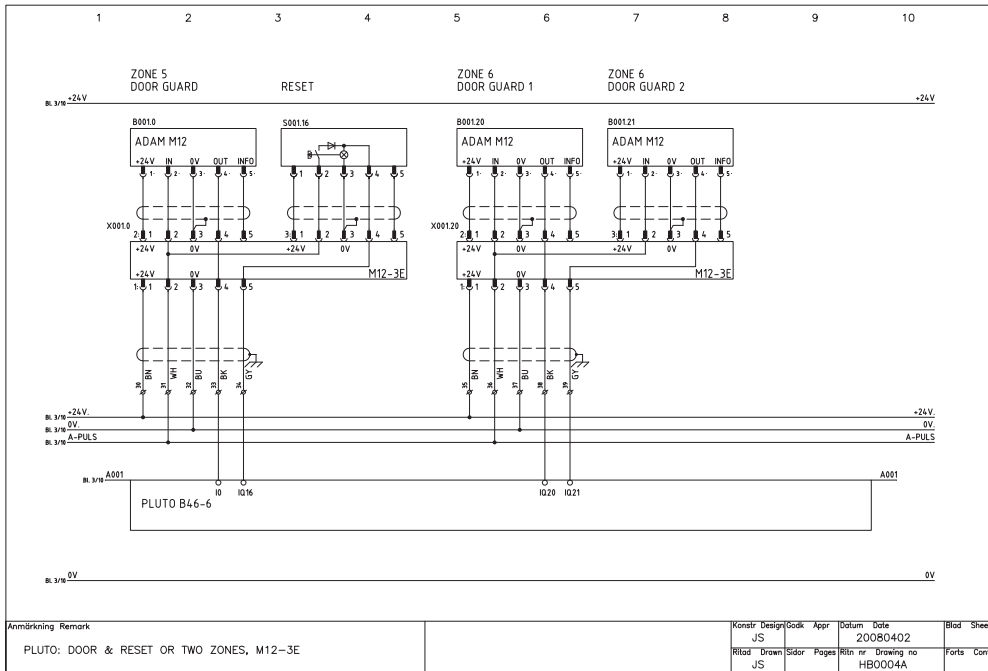 1 2 3 4 5 6 7 8 9 10
ZONE 5
DOOR GUARD
RESET
ZONE 6
DOOR GUARD 1
ZONE 6
DOOR GUARD 2
Bl. 3/10 +24V +24V
B001.0 S001.16 B001.20 B001.21
ADAM M12 ADAM M12 ADAM M12
+24V IN 0V OUT INFO +24V IN 0V OUT INFO +24V IN 0V OUT INFO
1· 2· 3· 4· 5· 1 2 3 4 5 1· 2· 3· 4· 5· 1· 2· 3· 4· 5·
X001.0 2: 1 2 3 4 5 3: 1 2 3 4 5 X001.20 2: 1 2 3 4 5 3: 1 2 3 4 5
+24V 0V +24V 0V +24V 0V +24V 0V
+24V 0V M12-3E +24V 0V M12-3E
1: 1 2 3 4 5 1: 1 2 3 4 5
BN WH BU BK GY BN WH BU BK GY
30 31 32 33 34 35 36 37 38 39
Bl. 3/10 +24V. +24V.
Bl. 3/10 0V. 0V.
Bl. 3/10 A-PULS A-PULS
Bl. 3/10 A001 A001
I0 IQ16 IQ20 IQ21
PLUTO B46-6
Bl. 3/10 0V 0V
Anmärkning Remark
PLUTO: DOOR & RESET OR TWO ZONES, M12-3E
Konstr Design Godk Appr Datum Date Blad Shee
JS 20080402
Ritad Drawn Sidor Pages Ritn nr Drawing no Forts Con
JS HB0004A